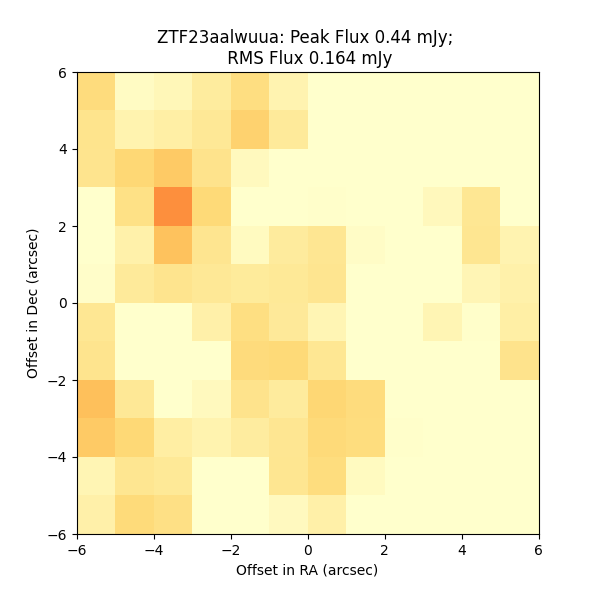 ZTF23aalwuua: Peak Flux 0.44 mJy;
RMS Flux 0.164 mJy
6
4
2
0
−2
−4
−6
Offset in Dec (arcsec)
−6 −4 −2 0 2 4 6
Offset in RA (arcsec)